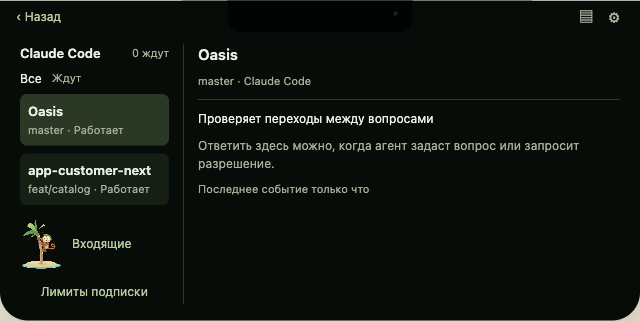 ‹ Назад
Claude Code
0 ждут
Все
Ждут
Oasis
master · Работает
app-customer-next
feat/catalog · Работает
Входящие
Лимиты подписки
Oasis
master · Claude Code
Проверяет переходы между вопросами
Ответить здесь можно, когда агент задаст вопрос или запросит
разрешение.
Последнее событие только что